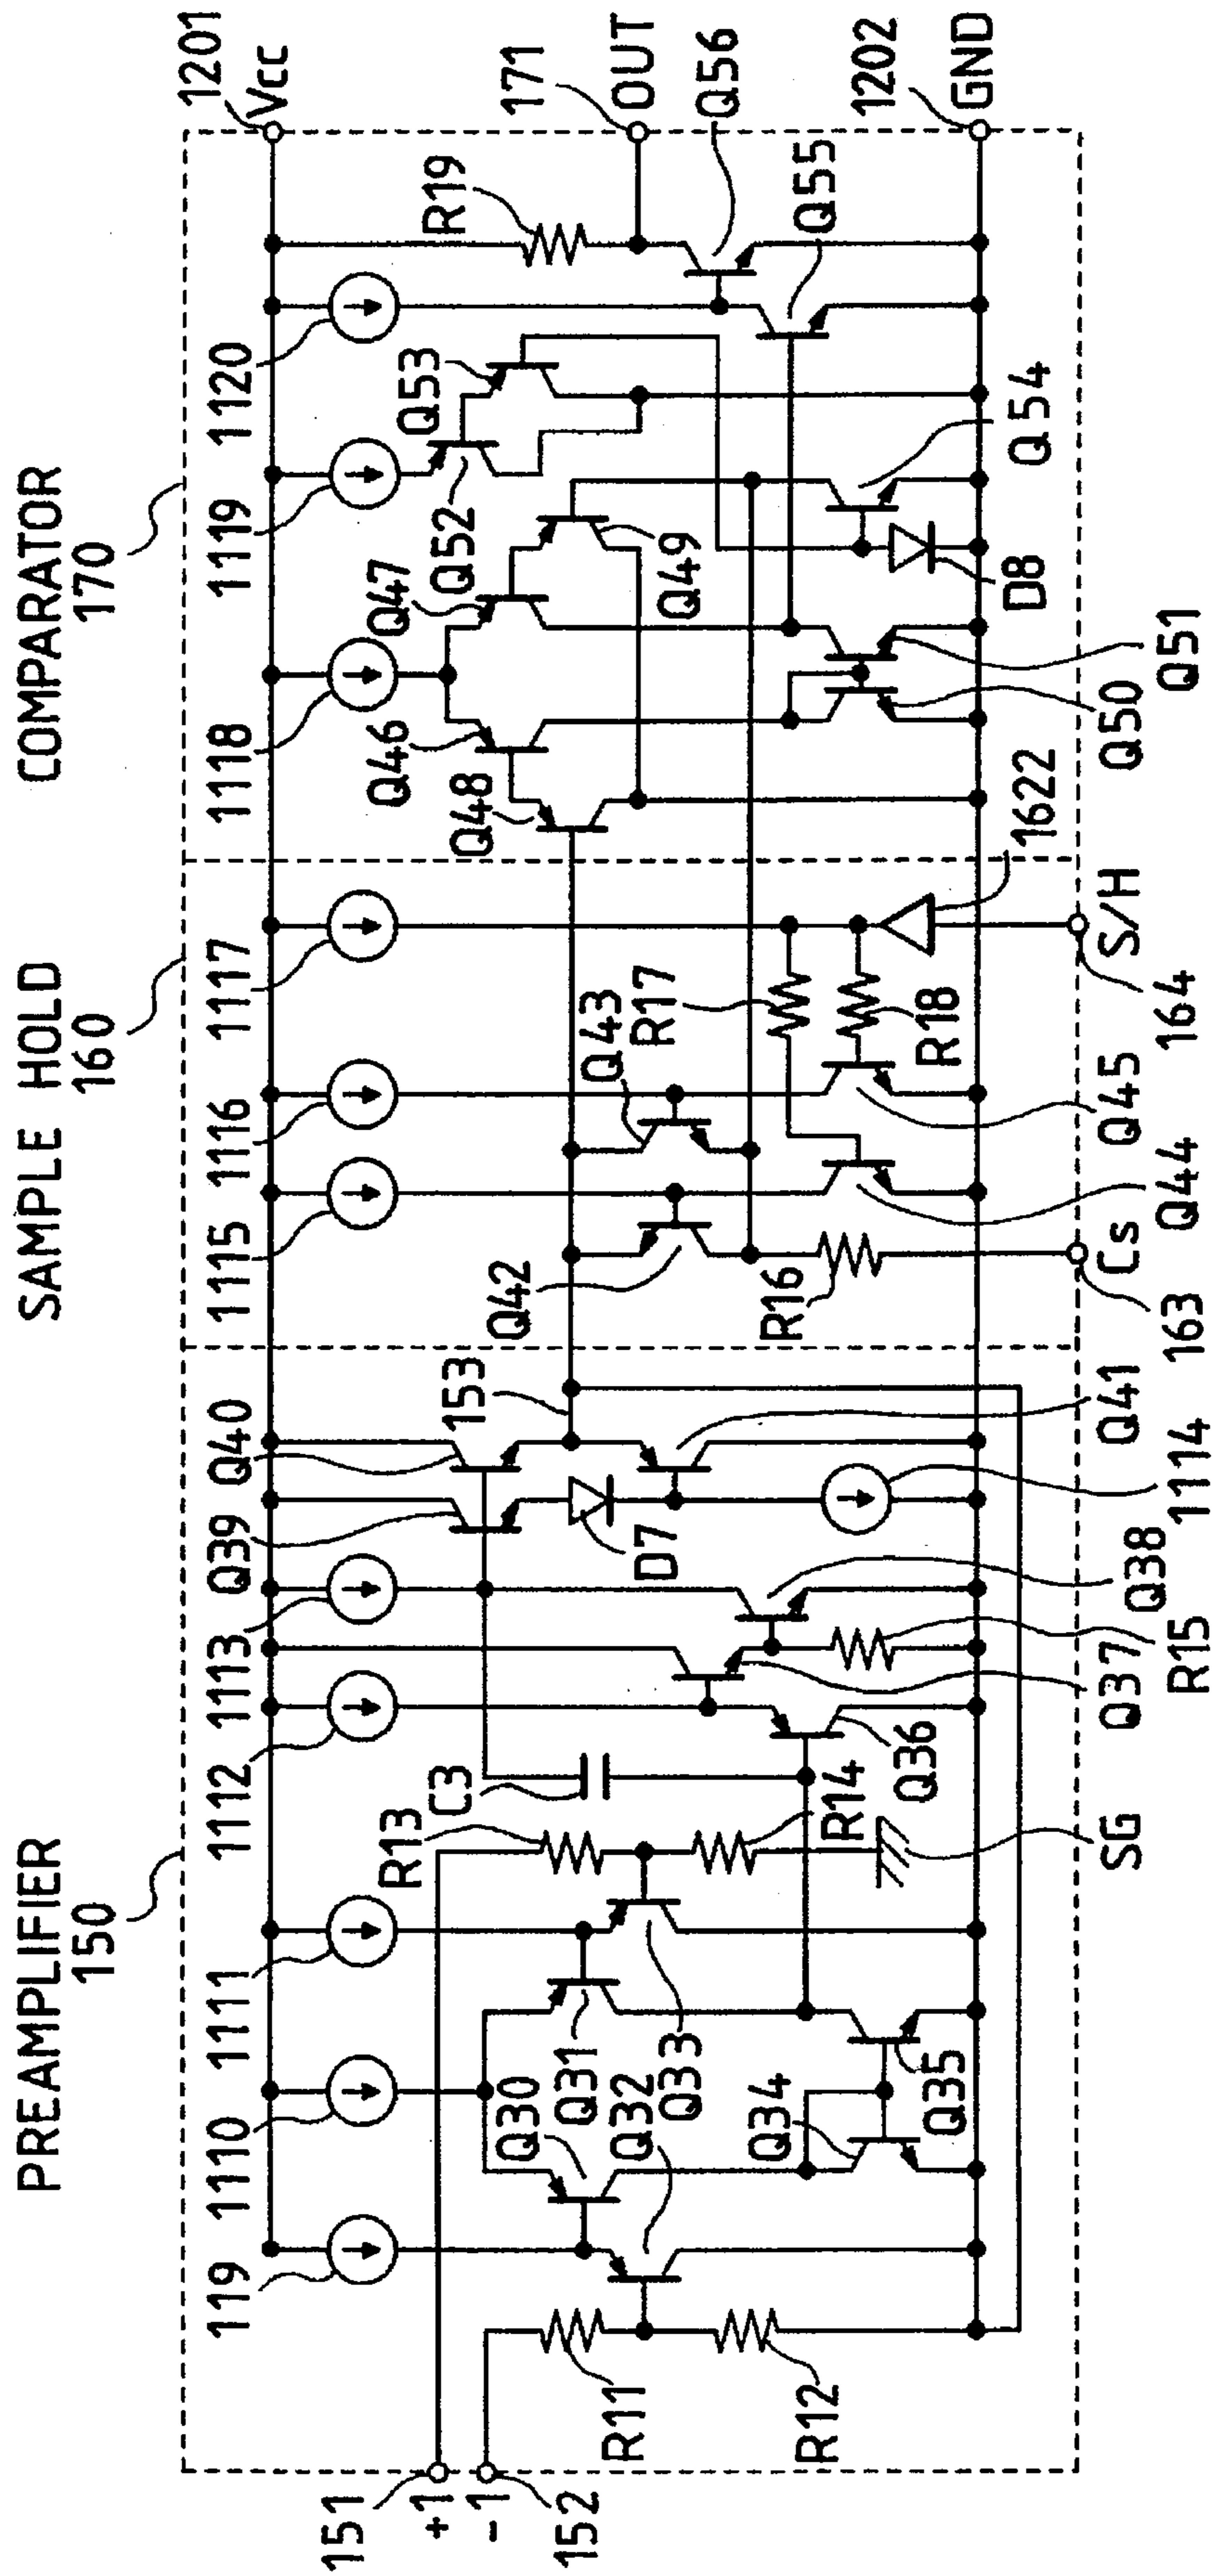 PREAMPLIFIER
150
SAMPLE HOLD
160
COMPARATOR
170
119
1110
1111
1112
1113
Q39
Q40
1115
1116
1117
1118
1119
1120
1201
Vcc
151
+1
-1
152
R11
R12
Q30
Q31
Q32
Q33
Q34
Q35
R13
R14
C3
SG
Q36
Q37
R15
Q38
D7
1114
Q41
153
Q42
R16
163
Cs
Q43
R17
Q44
Q45
R18
164
S/H
1622
Q48
Q46
Q47
Q52
Q53
Q49
Q50
Q51
D8
Q54
R19
171
OUT
Q56
Q55
1202
GND